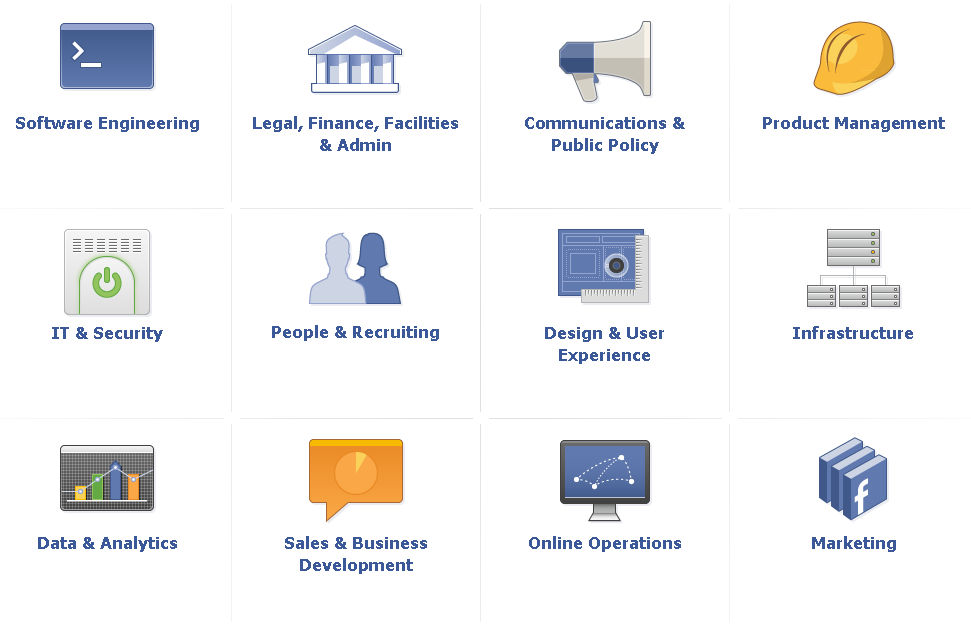 Software Engineering
Legal, Finance, Facilities
& Admin
Communications &
Public Policy
Product Management
IT & Security
People & Recruiting
Design & User
Experience
Infrastructure
Data & Analytics
Sales & Business
Development
Online Operations
Marketing